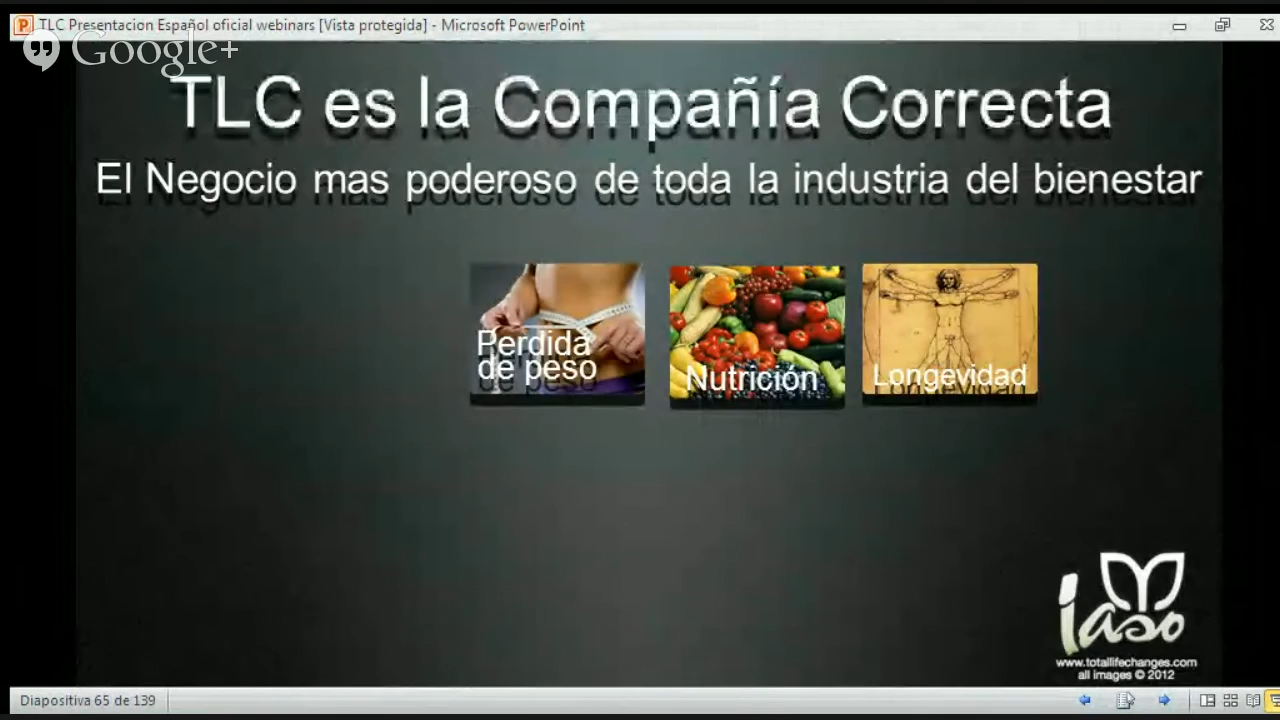 TLC Presentacion Español oficial webinars [Vista protegida] - Microsoft PowerPoint
Google+
TLC es la Compañía Correcta
El Negocio mas poderoso de toda la industria del bienestar
Perdida
de peso
Nutrición
Longevidad
iaso
www.totallifechanges.com
all images © 2012
Diapositiva 65 de 139